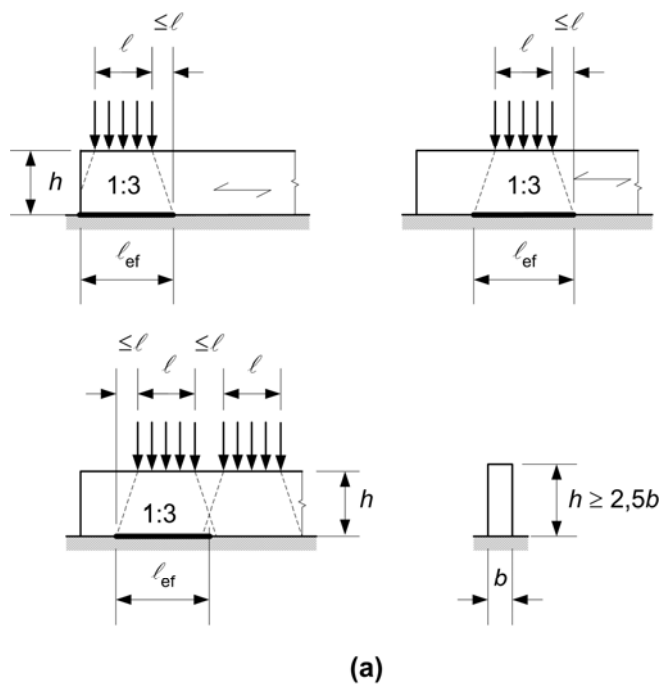 ≤ℓ
ℓ
h
1:3
ℓef
≤ℓ
ℓ
1:3
ℓef
≤ℓ
ℓ
≤ℓ
ℓ
h
1:3
ℓef
h ≥ 2,5b
b
(a)